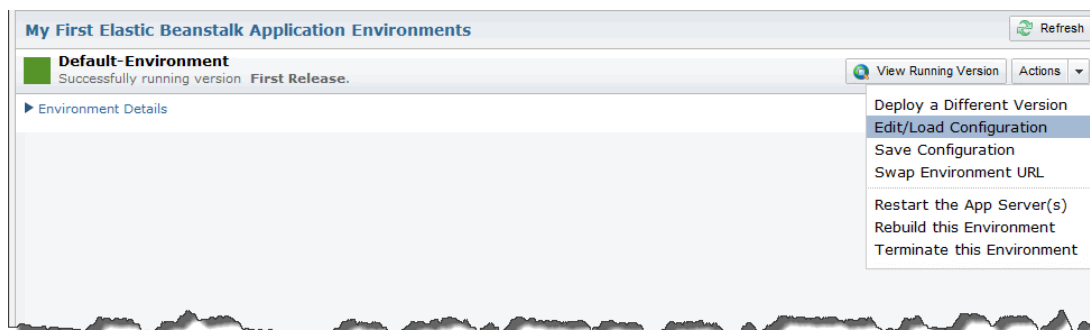 My First Elastic Beanstalk Application Environments
Refresh
Default-Environment
Successfully running version First Release.
View Running Version
Actions
Environment Details
Deploy a Different Version
Edit/Load Configuration
Save Configuration
Swap Environment URL
Restart the App Server(s)
Rebuild this Environment
Terminate this Environment